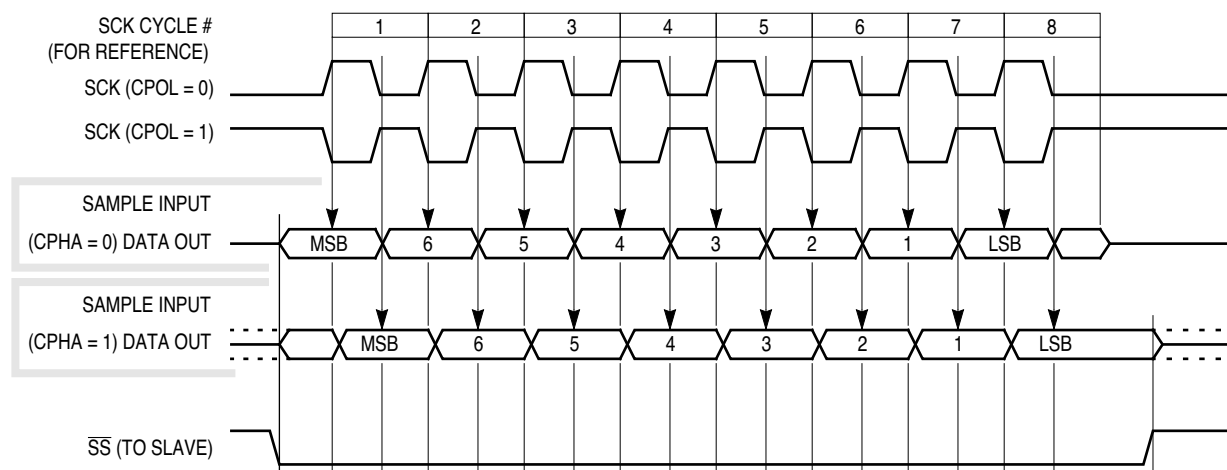 SCK CYCLE # 1 2 3 4 5 6 7 8
(FOR REFERENCE)
SCK (CPOL = 0)
SCK (CPOL = 1)
SAMPLE INPUT
(CPHA = 0) DATA OUT MSB 6 5 4 3 2 1 LSB
SAMPLE INPUT
(CPHA = 1) DATA OUT MSB 6 5 4 3 2 1 LSB
SS (TO SLAVE)